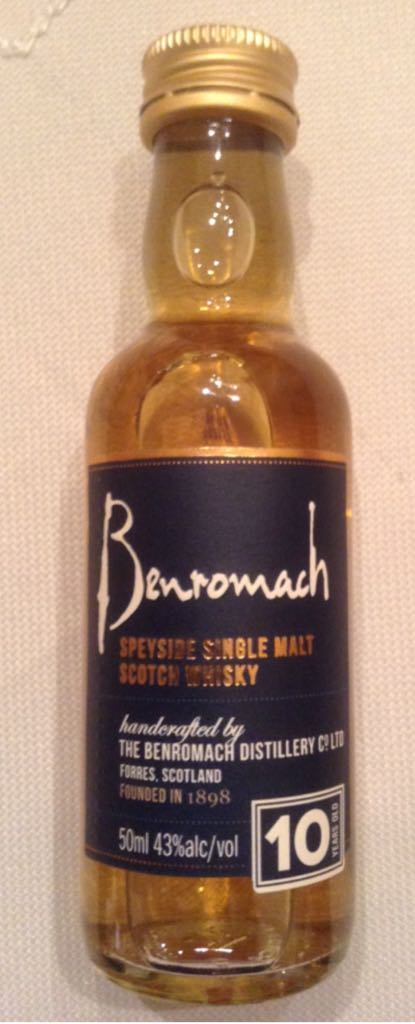 Benromach
SPEYSIDE SINGLE MALT
SCOTCH WHISKY
handcrafted by
THE BENROMACH DISTILLERY Cº LTD
FORRES, SCOTLAND
FOUNDED IN 1898
50ml 43%alc/vol
10
YEARS OLD